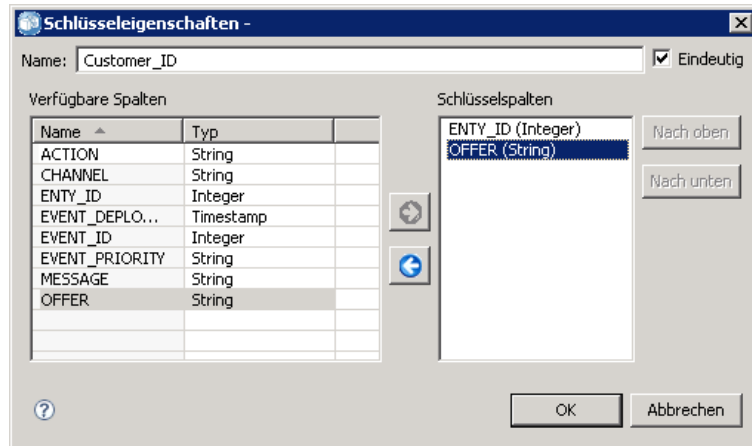 Schlüsseleigenschaften -
Name: Customer_ID
Eindeutig
Verfügbare Spalten
Name Typ
ACTION String
CHANNEL String
ENTY_ID Integer
EVENT_DEPLO... Timestamp
EVENT_ID Integer
EVENT_PRIORITY String
MESSAGE String
OFFER String
Schlüsselspalten
ENTY_ID (Integer)
OFFER (String)
Nach oben
Nach unten
?
OK
Abbrechen